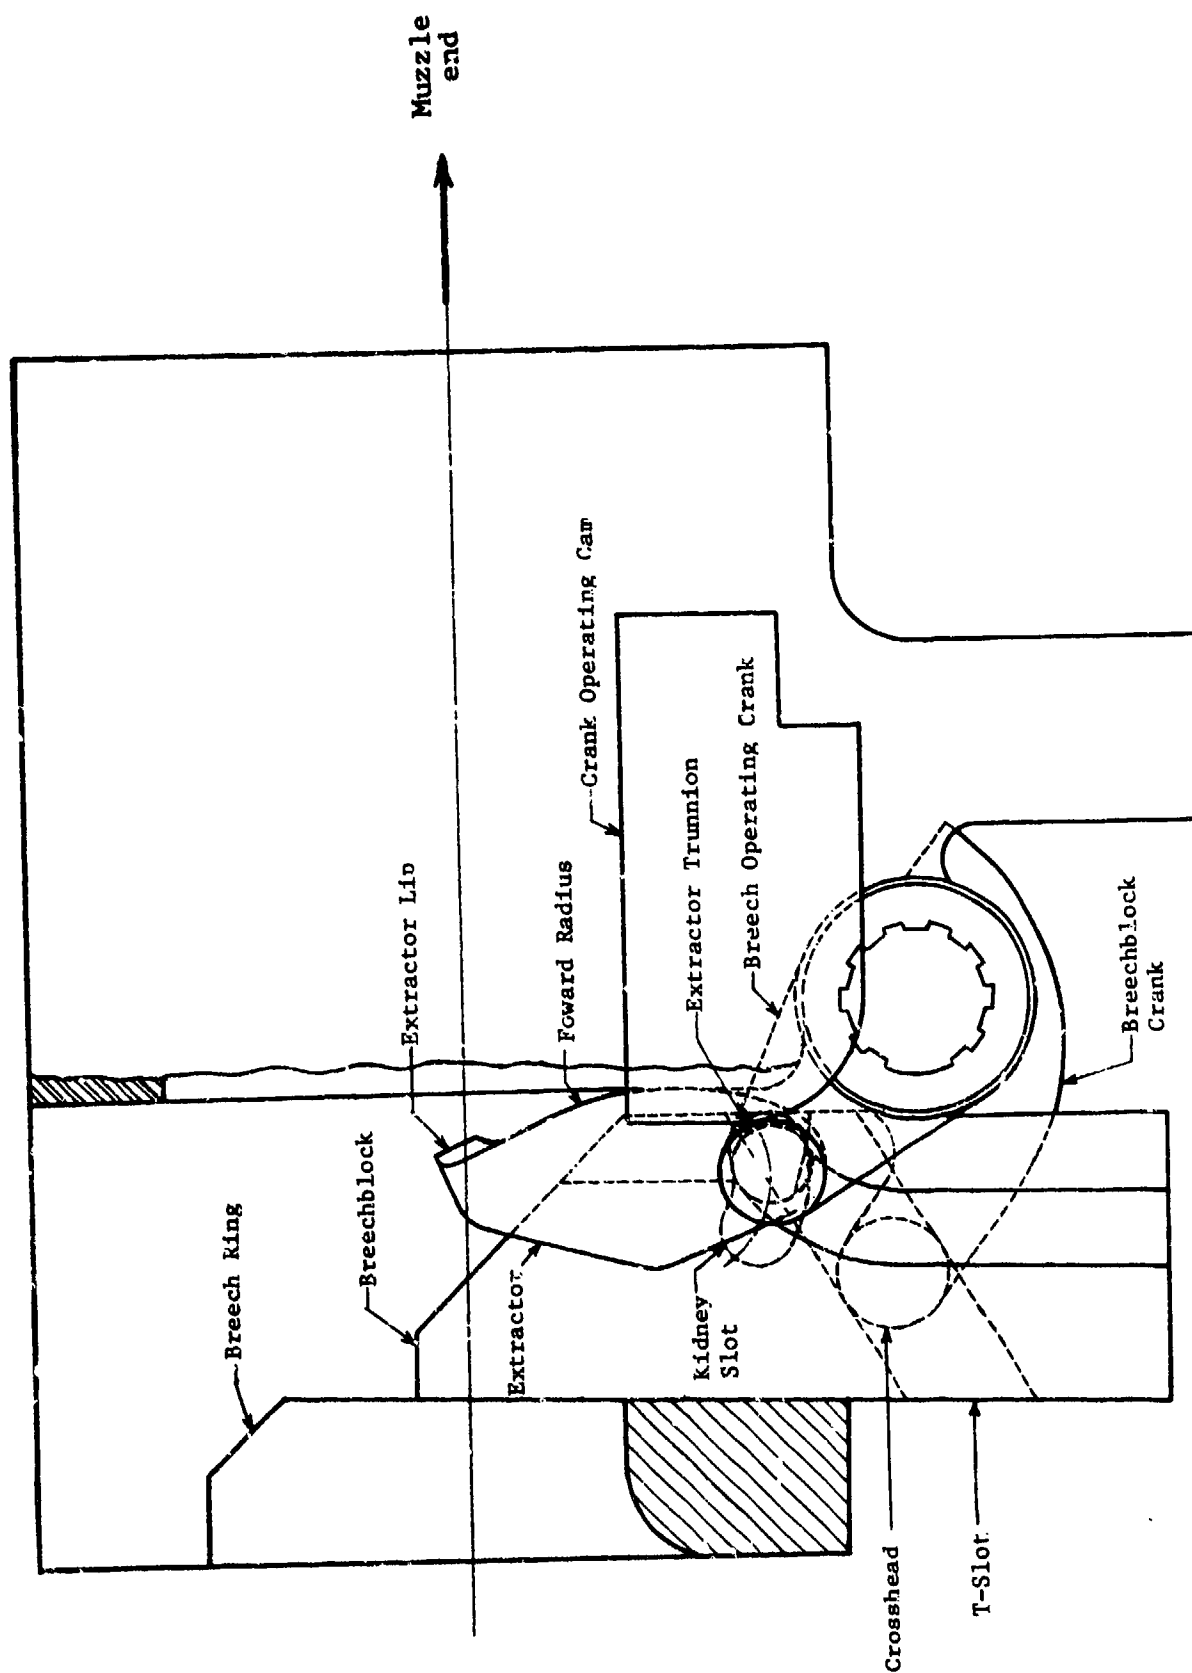 Muzzle
end
Crank Operating Cam
Breech Operating Crank
Extractor Trunnion
Extractor Lip
Foward Radius
Breechblock
Crank
Breechblock
Breech Ring
Extractor
Kidney
Slot
Crosshead
T-Slot